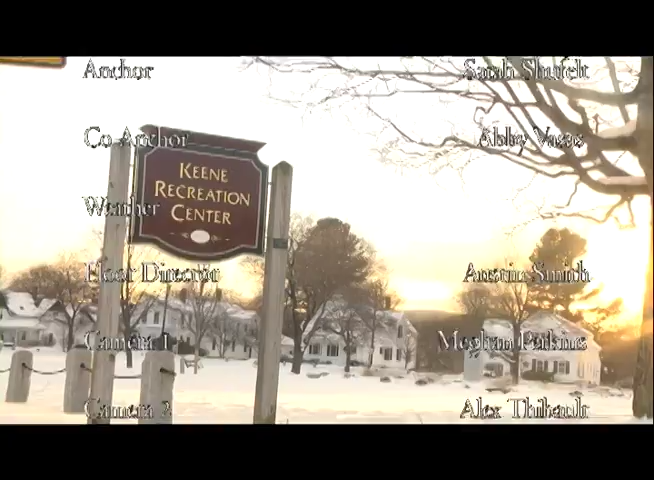 Anchor Sarah Shufelt
Co Anchor Abby Vasas
KEENE
RECREATION
CENTER
Weather
Floor Director Austin Smith
Camera 1 Meghan Perkins
Camera 2 Alex Thibault